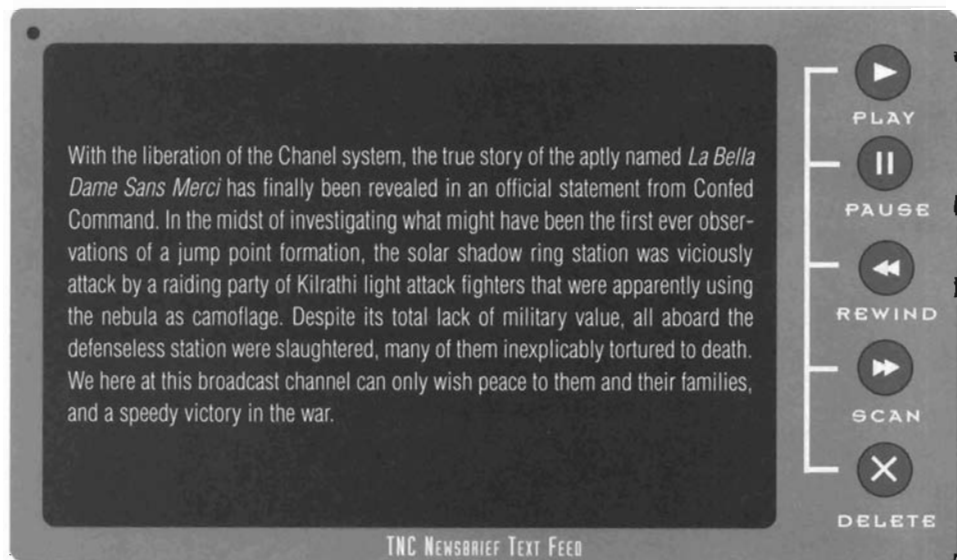 With the liberation of the Chanel system, the true story of the aptly named La Bella
Dame Sans Merci has finally been revealed in an official statement from Confed
Command. In the midst of investigating what might have been the first ever obser-
vations of a jump point formation, the solar shadow ring station was viciously
attack by a raiding party of Kilrathi light attack fighters that were apparently using
the nebula as camoflage. Despite its total lack of military value, all aboard the
defenseless station were slaughtered, many of them inexplicably tortured to death.
We here at this broadcast channel can only wish peace to them and their families,
and a speedy victory in the war.
TNC NEWSBRIEF TEXT FEED
PLAY
PAUSE
REWIND
SCAN
DELETE